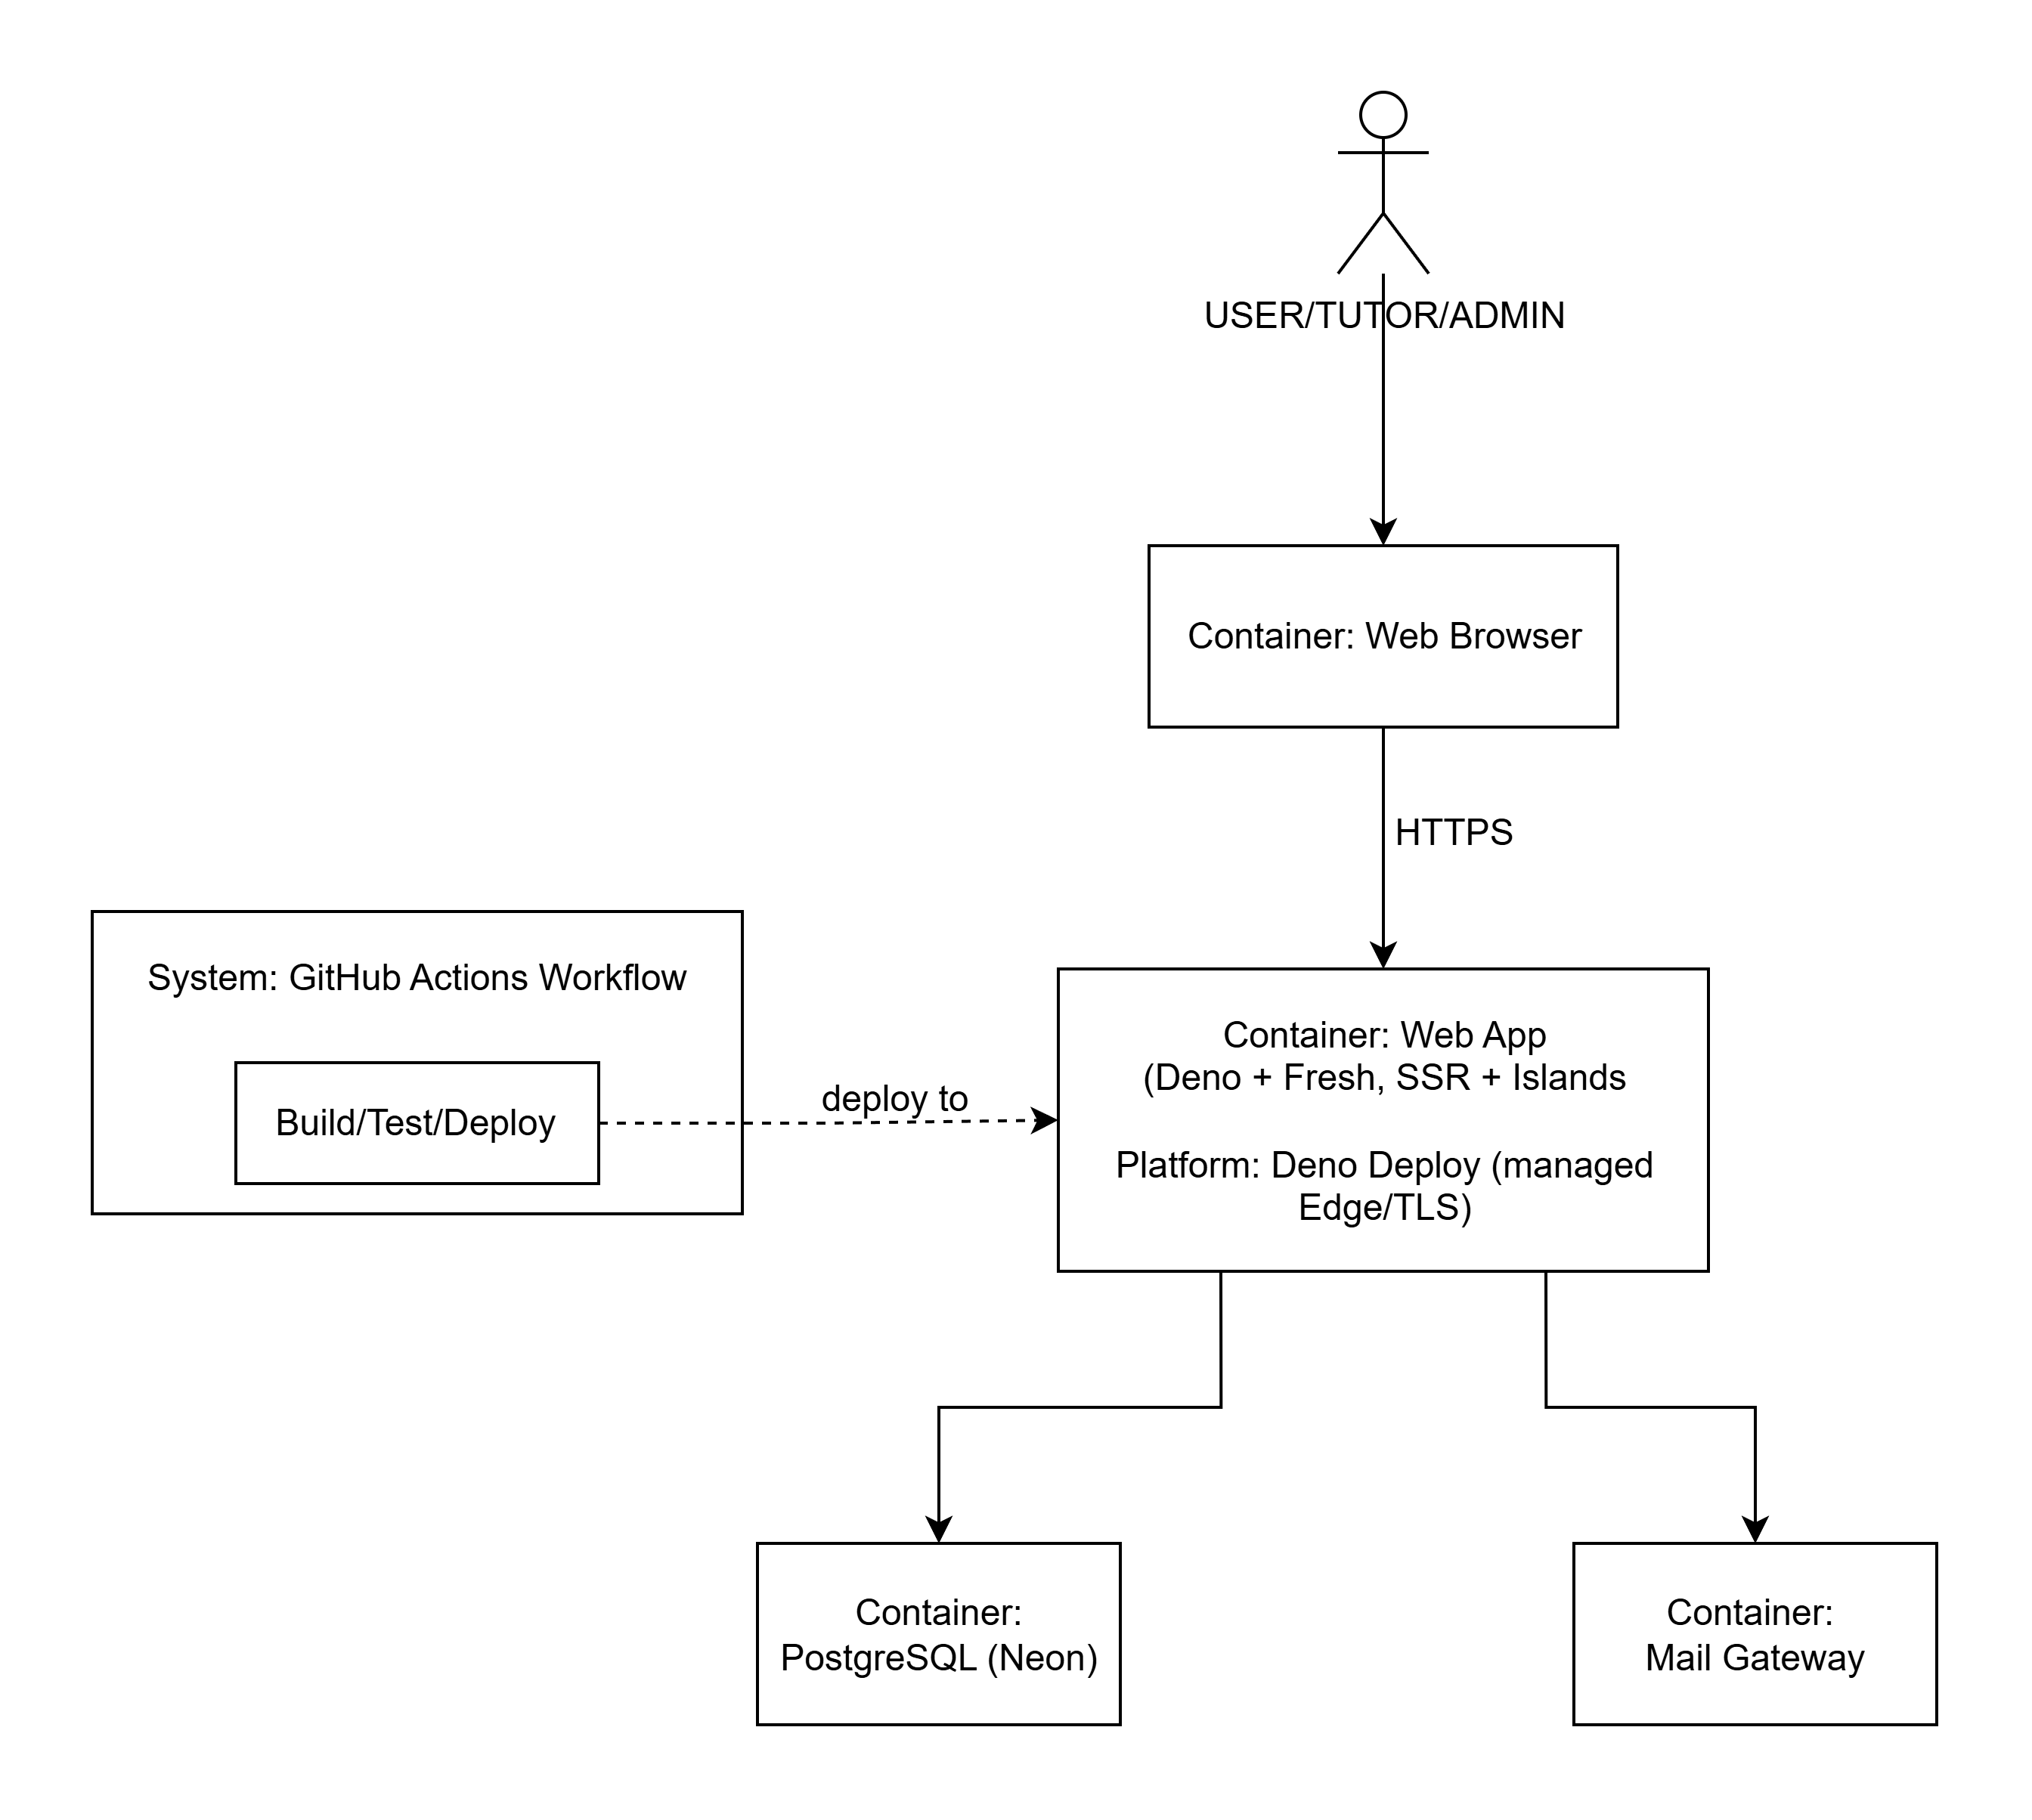 USER/TUTOR/ADMIN
Container: Web Browser
HTTPS
System: GitHub Actions Workflow
Build/Test/Deploy
deploy to
Container: Web App
(Deno + Fresh, SSR + Islands
Platform: Deno Deploy (managed
Edge/TLS)
Container:
PostgreSQL (Neon)
Container:
Mail Gateway